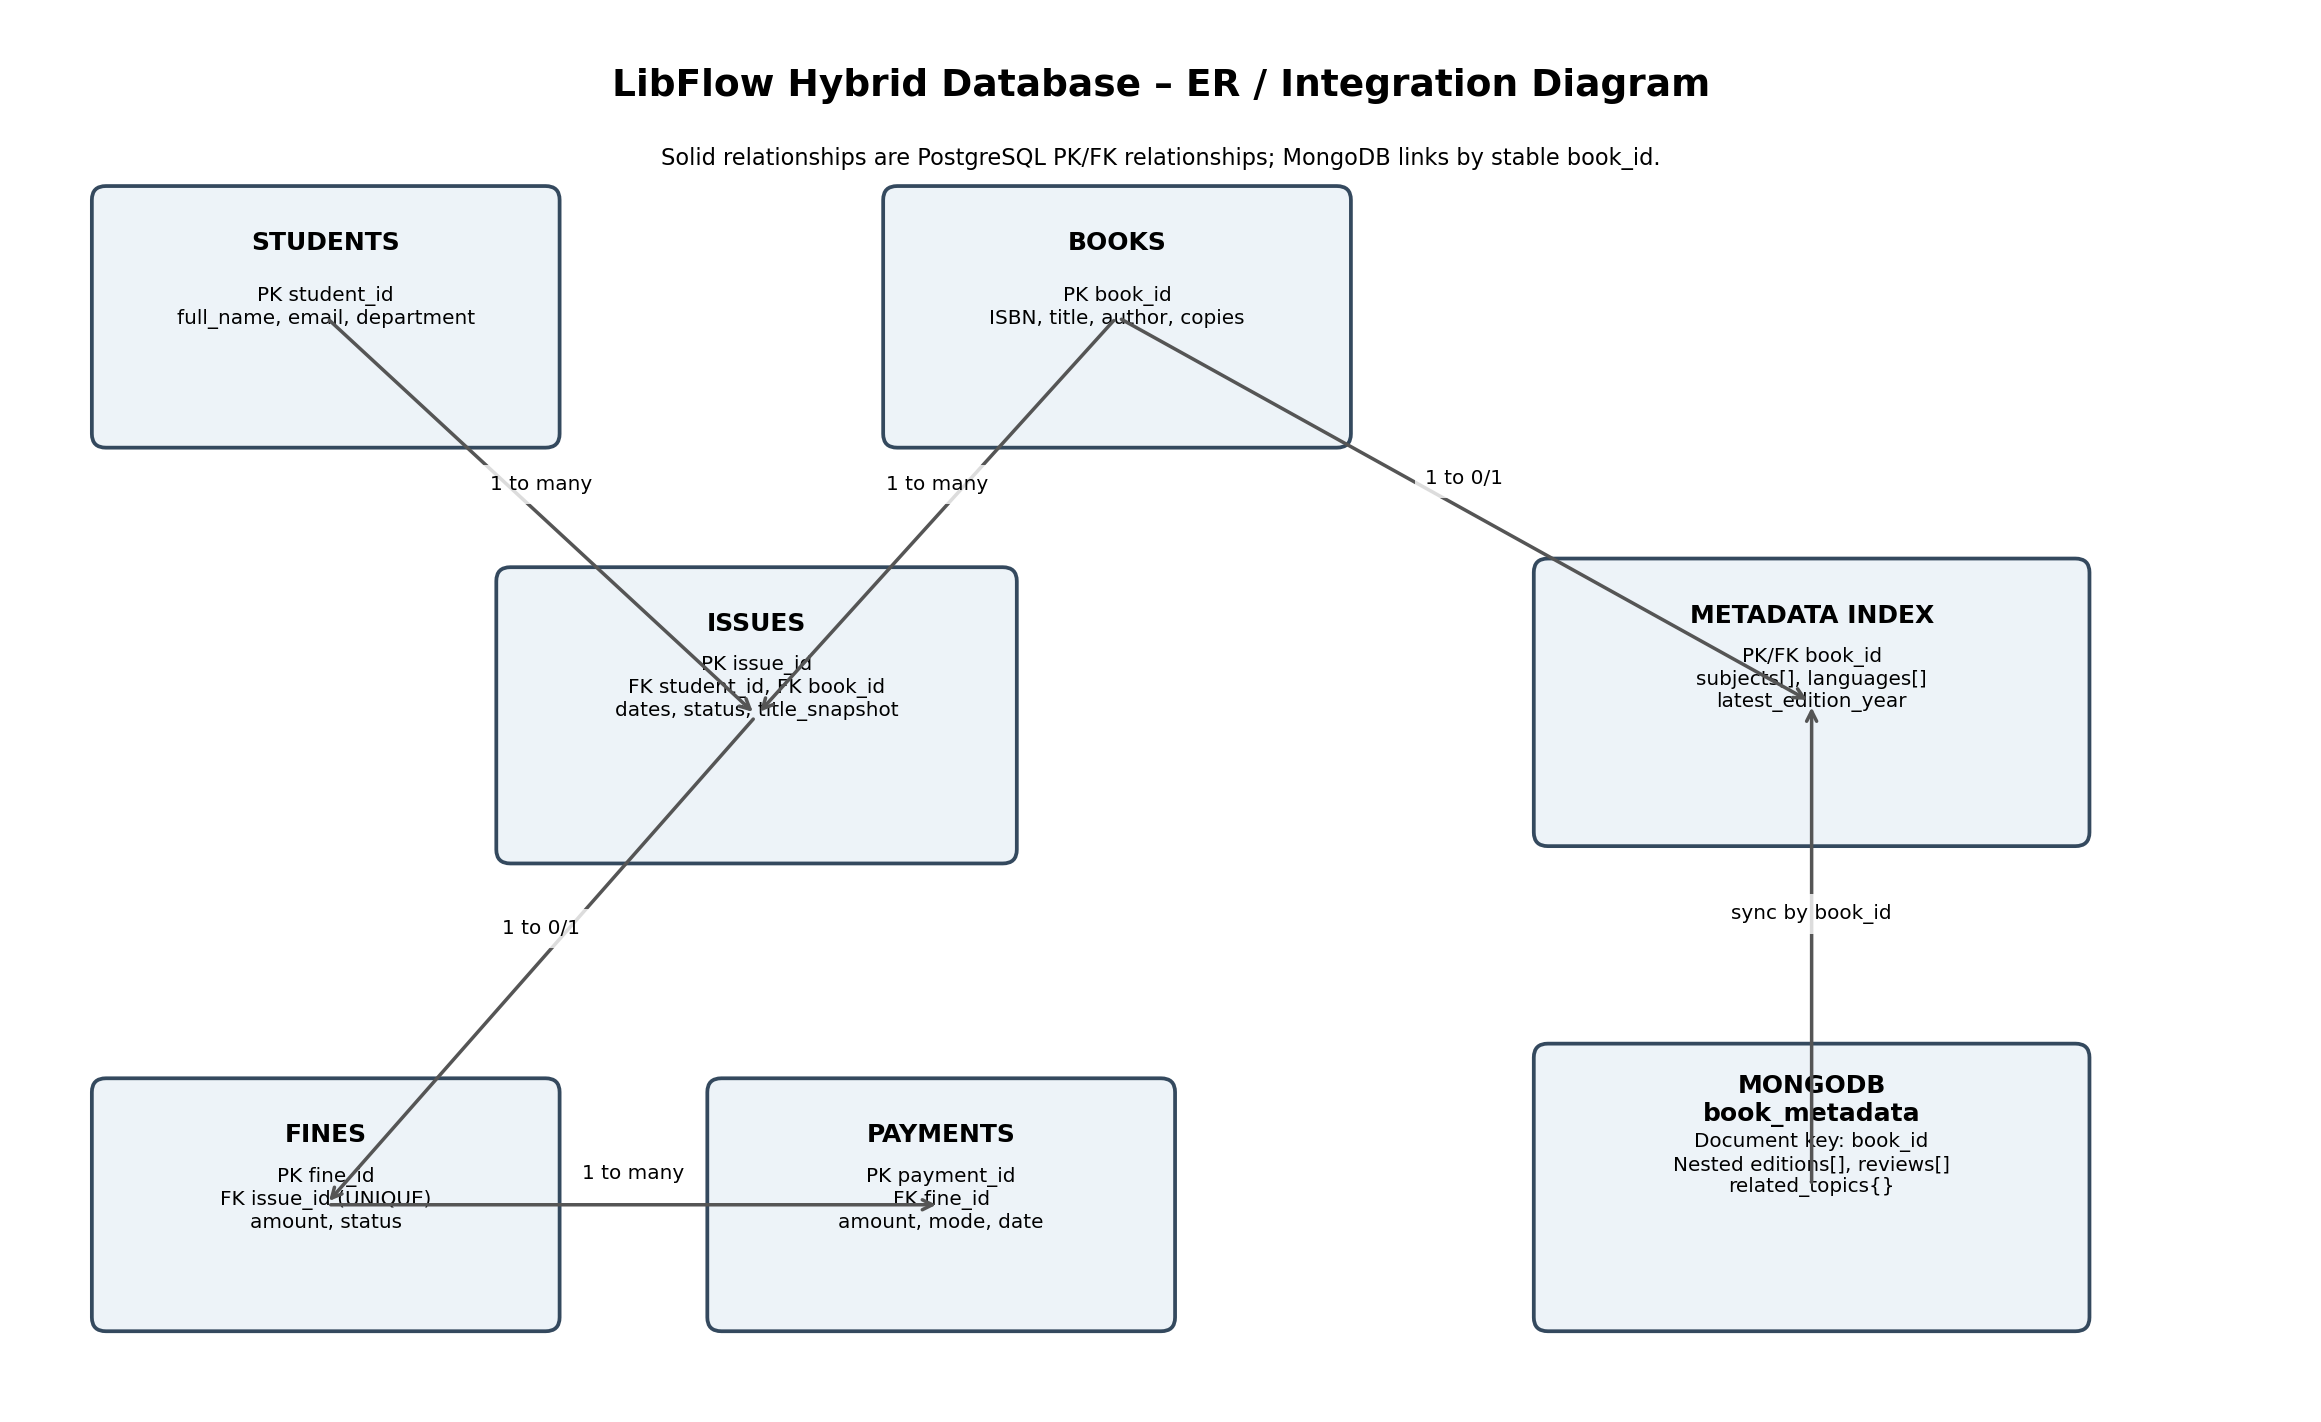 LibFlow Hybrid Database – ER / Integration Diagram
Solid relationships are PostgreSQL PK/FK relationships; MongoDB links by stable book_id.
STUDENTS
PK student_id
full_name, email, department
BOOKS
PK book_id
ISBN, title, author, copies
1 to many
1 to many
1 to 0/1
ISSUES
PK issue_id
FK student_id, FK book_id
dates, status, title_snapshot
METADATA INDEX
PK/FK book_id
subjects[], languages[]
latest_edition_year
1 to 0/1
sync by book_id
FINES
PK fine_id
FK issue_id (UNIQUE)
amount, status
1 to many
PAYMENTS
PK payment_id
FK fine_id
amount, mode, date
MONGODB
book_metadata
Document key: book_id
Nested editions[], reviews[]
related_topics{}